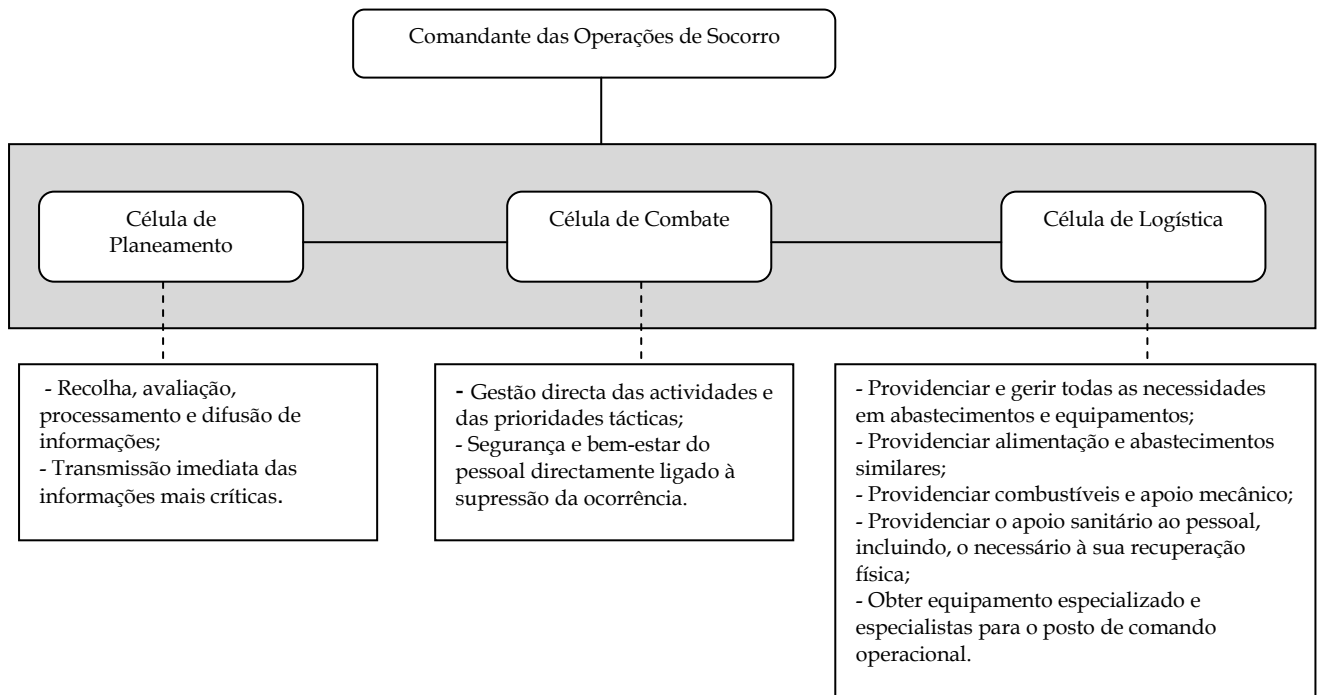 Comandante das Operações de Socorro
Célula de
Planeamento
Célula de Combate
Célula de Logística
- Recolha, avaliação,
processamento e difusão de
informações;
- Transmissão imediata das
informações mais críticas.
- Gestão directa das actividades e
das prioridades tácticas;
- Segurança e bem-estar do
pessoal directamente ligado à
supressão da ocorrência.
- Providenciar e gerir todas as necessidades
em abastecimentos e equipamentos;
- Providenciar alimentação e abastecimentos
similares;
- Providenciar combustíveis e apoio mecânico;
- Providenciar o apoio sanitário ao pessoal,
incluindo, o necessário à sua recuperação
física;
- Obter equipamento especializado e
especialistas para o posto de comando
operacional.